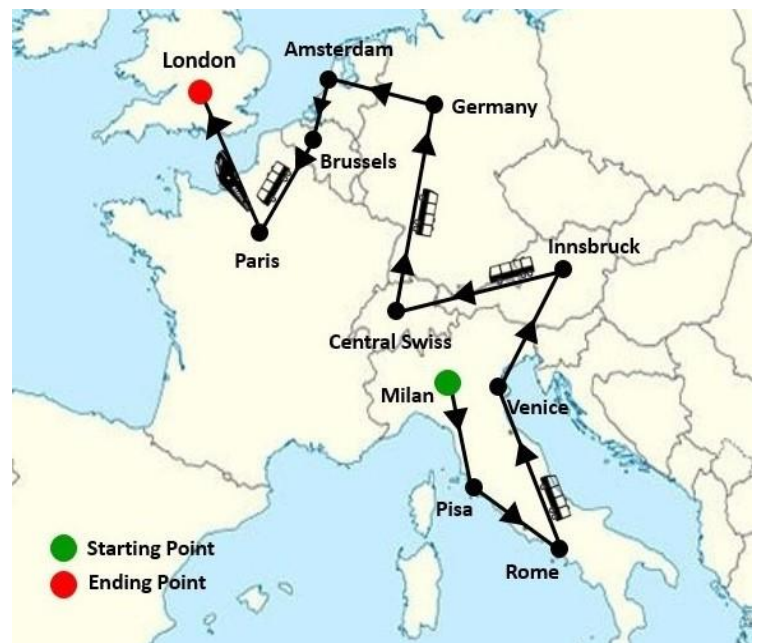 Amsterdam
London
Germany
Brussels
Paris
Innsbruck
Central Swiss
Milan
Venice
Pisa
Rome
Starting Point
Ending Point